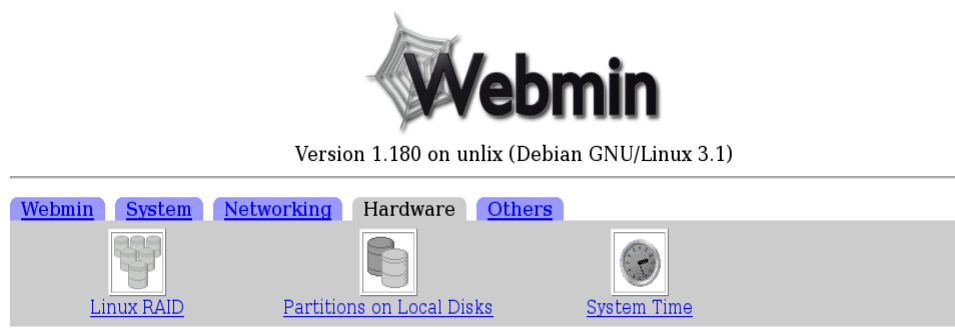 Webmin
Version 1.180 on unlix (Debian GNU/Linux 3.1)
Webmin System Networking Hardware Others
Linux RAID Partitions on Local Disks System Time